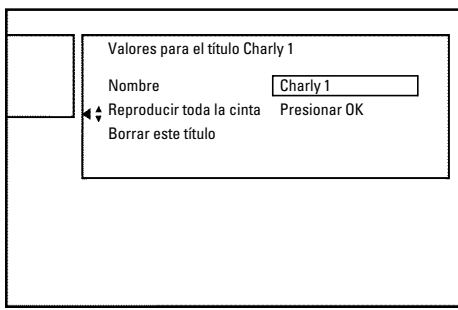 Valores para el título Charly 1
Nombre Charly 1
Reproducir toda la cinta Presionar OK
Borrar este título